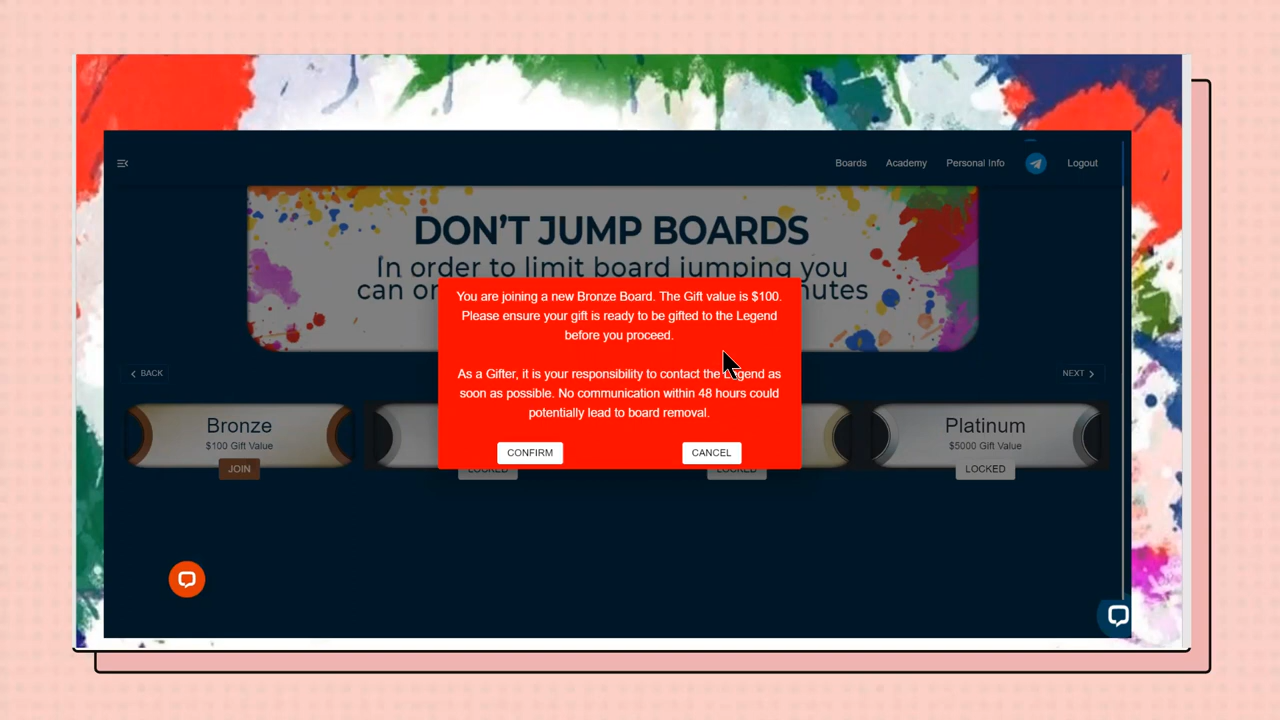 Boards Academy Personal Info Logout
DON'T JUMP BOARDS
In order to limit board jumping you
can or
nutes
You are joining a new Bronze Board. The Gift value is $100.
Please ensure your gift is ready to be gifted to the Legend
before you proceed.
As a Gifter, it is your responsibility to contact the Legend as
soon as possible. No communication within 48 hours could
potentially lead to board removal.
CONFIRM CANCEL
BACK NEXT
Bronze
$100 Gift Value
JOIN
LOCKED
LOCKED
Platinum
$5000 Gift Value
LOCKED